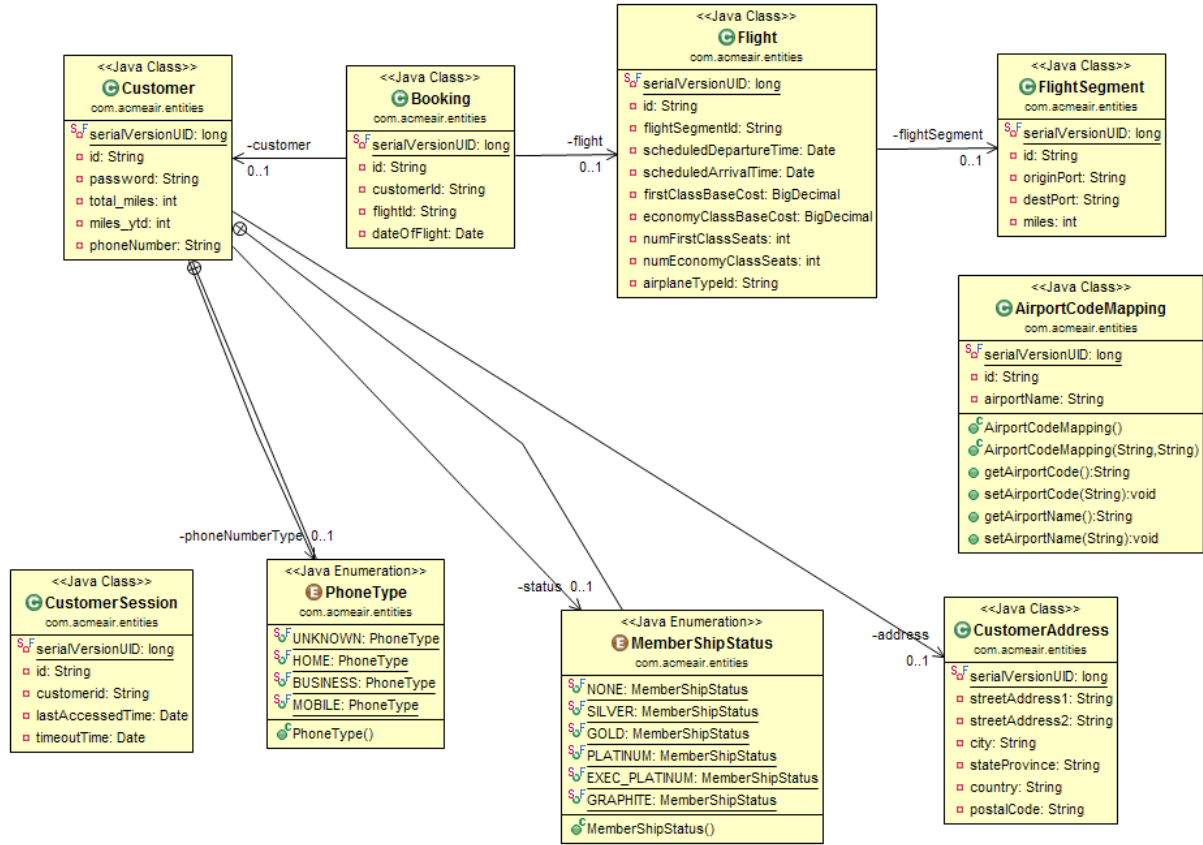 <<Java Class>>
Customer
com.acmeair.entities
serialVersionUID: long
id: String
password: String
total_miles: int
miles_ytd: int
phoneNumber: String
-customer
0..1
<<Java Class>>
Booking
com.acmeair.entities
serialVersionUID: long
id: String
customerId: String
flightId: String
dateOfFlight: Date
-flight
0..1
<<Java Class>>
Flight
com.acmeair.entities
serialVersionUID: long
id: String
flightSegmentId: String
scheduledDepartureTime: Date
scheduledArrivalTime: Date
firstClassBaseCost: BigDecimal
economyClassBaseCost: BigDecimal
numFirstClassSeats: int
numEconomyClassSeats: int
airplaneTypeId: String
-flightSegment
0..1
<<Java Class>>
FlightSegment
com.acmeair.entities
serialVersionUID: long
id: String
originPort: String
destPort: String
miles: int
<<Java Class>>
AirportCodeMapping
com.acmeair.entities
serialVersionUID: long
id: String
airportName: String
AirportCodeMapping()
AirportCodeMapping(String,String)
getAirportCode():String
setAirportCode(String):void
getAirportName():String
setAirportName(String):void
<<Java Class>>
CustomerSession
com.acmeair.entities
serialVersionUID: long
id: String
customerid: String
lastAccessedTime: Date
timeoutTime: Date
-phoneNumberType 0..1
<<Java Enumeration>>
PhoneType
com.acmeair.entities
UNKNOWN: PhoneType
HOME: PhoneType
BUSINESS: PhoneType
MOBILE: PhoneType
PhoneType()
-status 0..1
<<Java Enumeration>>
MemberShipStatus
com.acmeair.entities
NONE: MemberShipStatus
SILVER: MemberShipStatus
GOLD: MemberShipStatus
PLATINUM: MemberShipStatus
EXEC_PLATINUM: MemberShipStatus
GRAPHITE: MemberShipStatus
MemberShipStatus()
-address
0..1
<<Java Class>>
CustomerAddress
com.acmeair.entities
serialVersionUID: long
streetAddress1: String
streetAddress2: String
city: String
stateProvince: String
country: String
postalCode: String